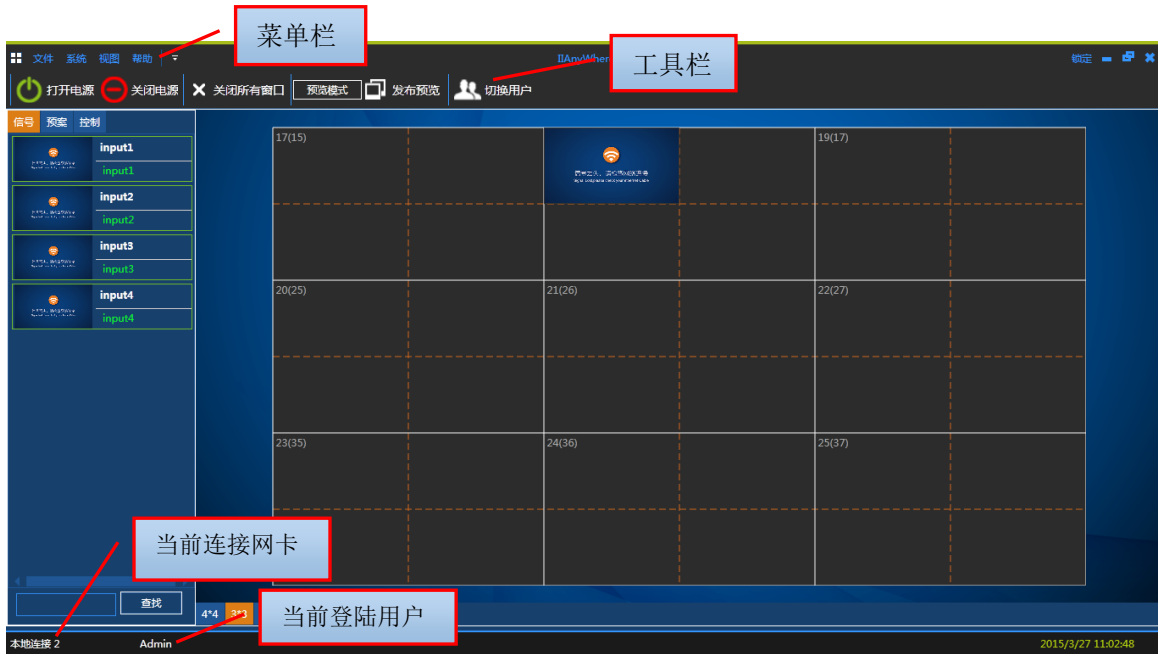 菜单栏
文件 系统 视图 帮助
IIAnyWher
工具栏
锁定
打开电源 关闭电源 关闭所有窗口 预览模式 发布预览 切换用户
信号 预案 控制
input1
input1
input2
input2
input3
input3
input4
input4
17(15)
19(17)
20(25)
21(26)
22(27)
23(35)
24(36)
25(37)
当前连接网卡
查找
4*4 3*3
当前登陆用户
本地连接 2
Admin
2015/3/27 11:02:48